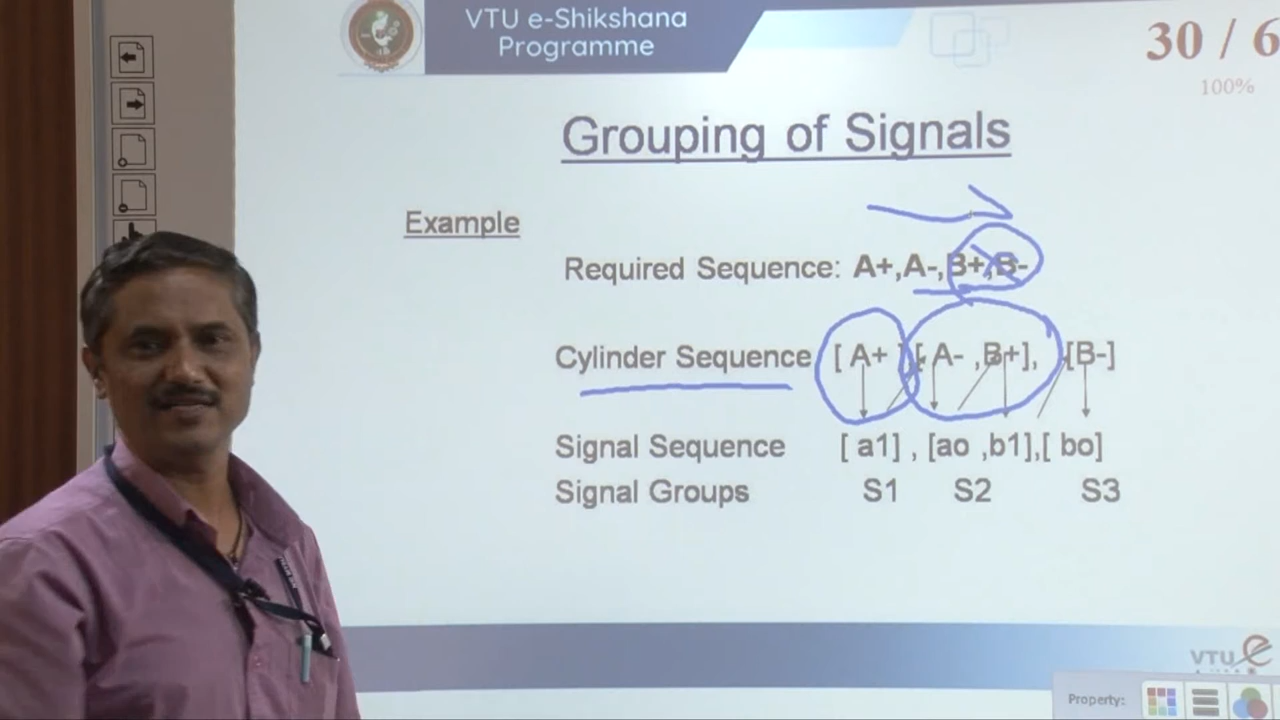 VTU e-Shikshana
Programme
30 / 6
100%
Grouping of Signals
Example
Required Sequence: A+,A-,B+,B-
Cylinder Sequence [ A+ ],[ A- ,B+], [B-]
Signal Sequence [ a1] , [ao ,b1],[ bo]
Signal Groups S1 S2 S3
VTU e
Property: